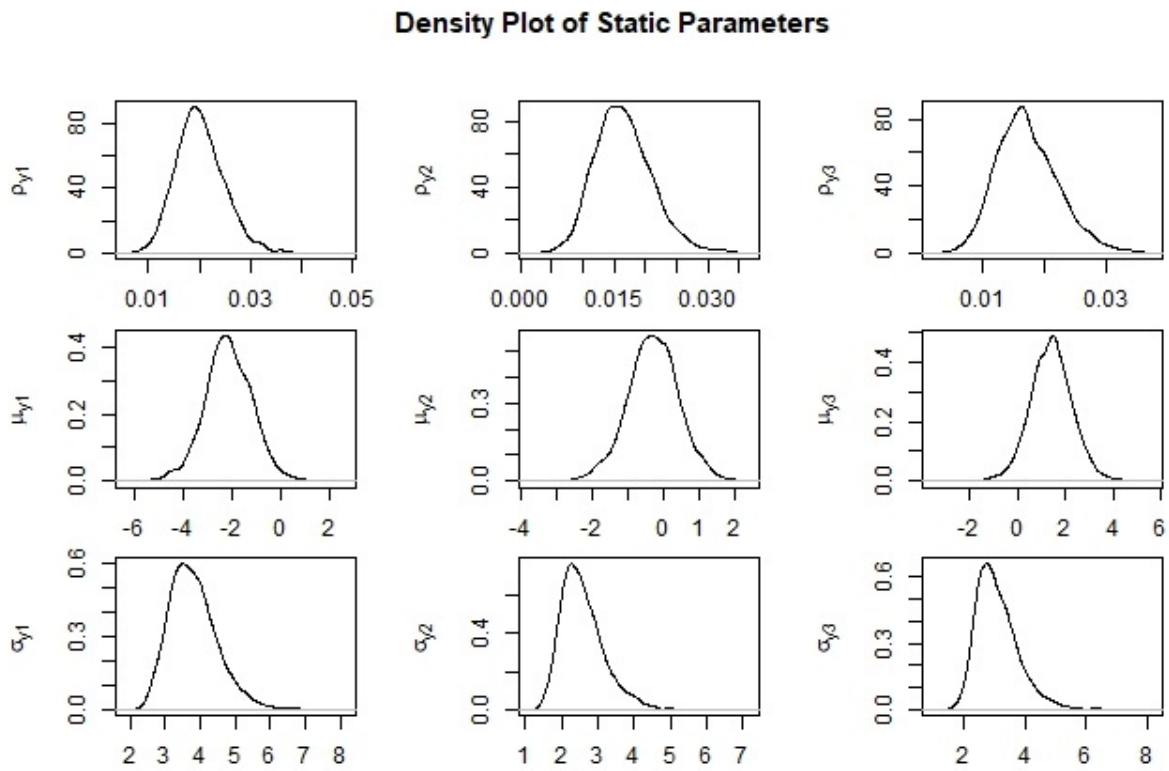 Density Plot of Static Parameters
ρy1
0 40 80
0.01 0.03 0.05
ρy2
0 40 80
0.000 0.015 0.030
ρy3
0 40 80
0.01 0.03
μy1
0.0 0.2 0.4
-6 -4 -2 0 2
μy2
0.0 0.3
-4 -2 0 1 2
μy3
0.0 0.2 0.4
-2 0 2 4 6
σy1
0.0 0.3 0.6
2 3 4 5 6 7 8
σy2
0.0 0.4
1 2 3 4 5 6 7
σy3
0.0 0.3 0.6
2 4 6 8